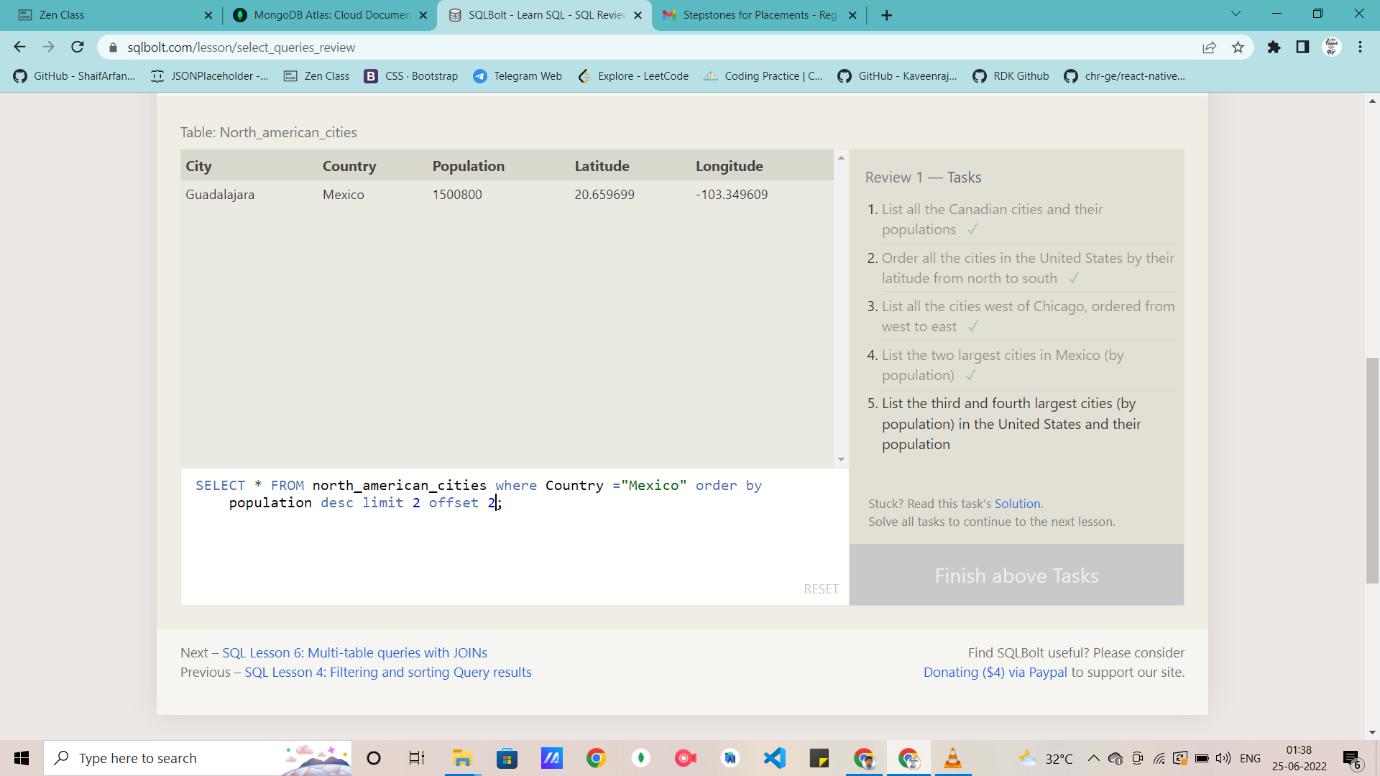 Zen Class
MongoDB Atlas: Cloud Documen
SQLBolt - Learn SQL - SQL Review
Stepstones for Placements - Reg
sqlbolt.com/lesson/select_queries_review
GitHub - ShaifArfan...
JSONPlaceholder -...
Zen Class
CSS · Bootstrap
Telegram Web
Explore - LeetCode
Coding Practice | C...
GitHub - Kaveenraj...
RDK Github
chr-ge/react-native...
Table: North_american_cities
City Country Population Latitude Longitude
Guadalajara Mexico 1500800 20.659699 -103.349609
Review 1 — Tasks
1. List all the Canadian cities and their
populations ✓
2. Order all the cities in the United States by their
latitude from north to south ✓
3. List all the cities west of Chicago, ordered from
west to east ✓
4. List the two largest cities in Mexico (by
population) ✓
5. List the third and fourth largest cities (by
population) in the United States and their
population
SELECT * FROM north_american_cities where Country ="Mexico" order by
population desc limit 2 offset 2;
RESET
Stuck? Read this task's Solution.
Solve all tasks to continue to the next lesson.
Finish above Tasks
Next – SQL Lesson 6: Multi-table queries with JOINs
Previous – SQL Lesson 4: Filtering and sorting Query results
Find SQLBolt useful? Please consider
Donating ($4) via Paypal to support our site.
Type here to search
32°C
ENG
01:38
25-06-2022
6